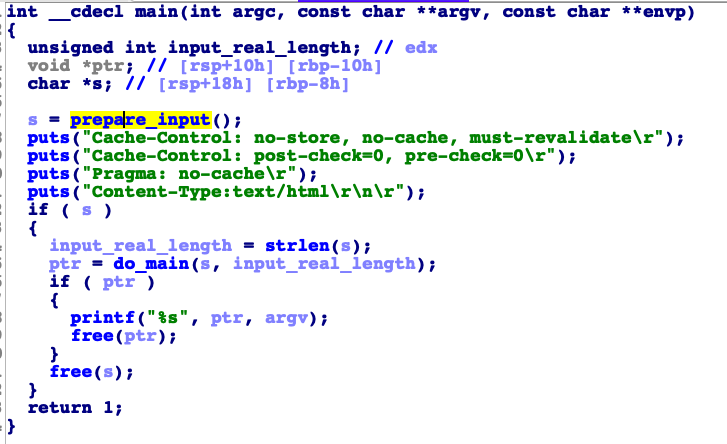 int __cdecl main(int argc, const char **argv, const char **envp)
{
  unsigned int input_real_length; // edx
  void *ptr; // [rsp+10h] [rbp-10h]
  char *s; // [rsp+18h] [rbp-8h]

  s = prepare_input();
  puts("Cache-Control: no-store, no-cache, must-revalidate\r");
  puts("Cache-Control: post-check=0, pre-check=0\r");
  puts("Pragma: no-cache\r");
  puts("Content-Type:text/html\r\n\r");
  if ( s )
  {
    input_real_length = strlen(s);
    ptr = do_main(s, input_real_length);
    if ( ptr )
    {
      printf("%s", ptr, argv);
      free(ptr);
    }
    free(s);
  }
  return 1;
}